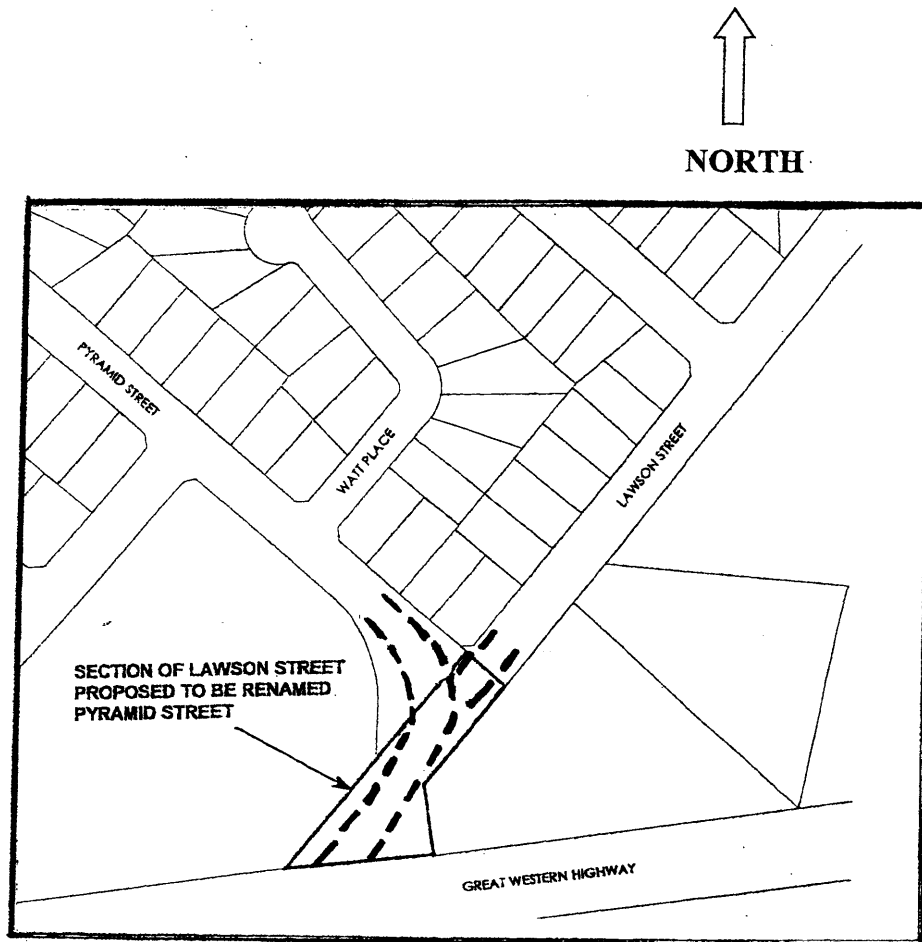 NORTH
PYRAMID STREET
WATT PLACE
LAWSON STREET
SECTION OF LAWSON STREET
PROPOSED TO BE RENAMED
PYRAMID STREET
GREAT WESTERN HIGHWAY